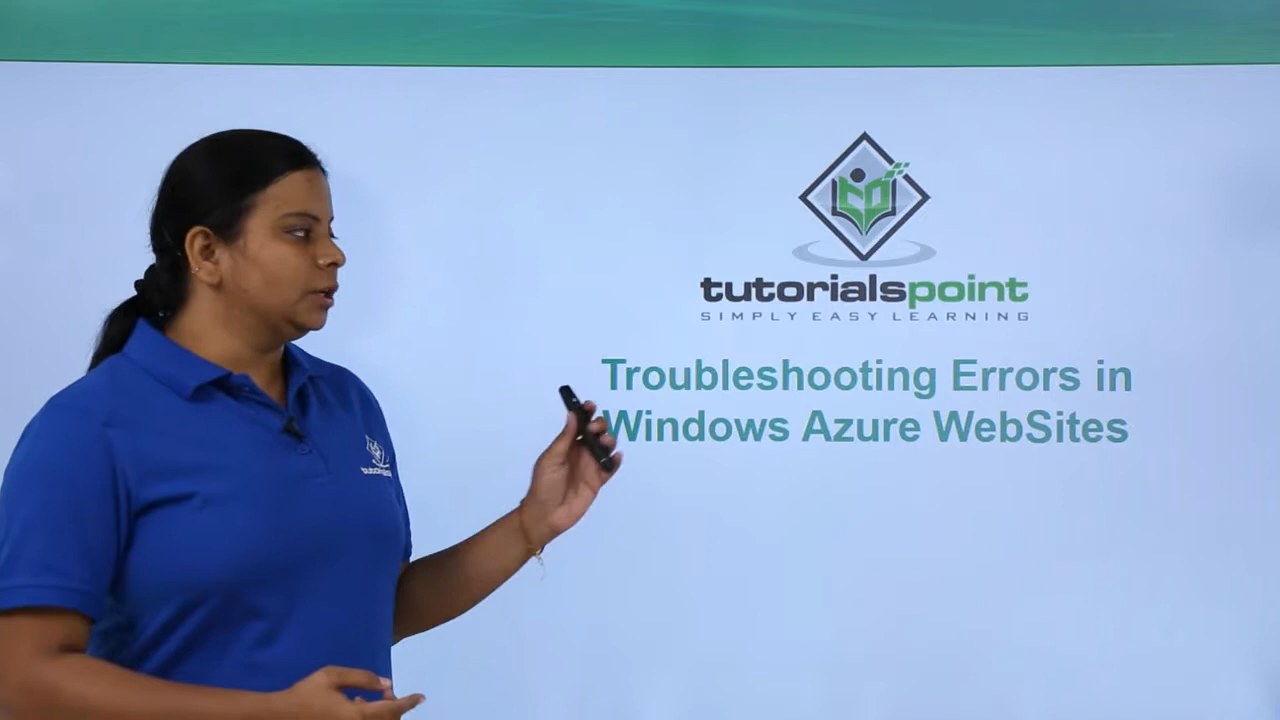 tutorialspoint
SIMPLY EASY LEARNING
Troubleshooting Errors in
Windows Azure WebSites